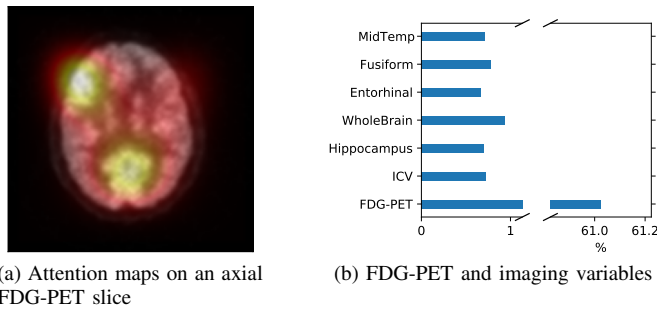 MidTemp
Fusiform
Entorhinal
WholeBrain
Hippocampus
ICV
FDG-PET
0 1 61.0 61.2
%
(a) Attention maps on an axial
FDG-PET slice
(b) FDG-PET and imaging variables